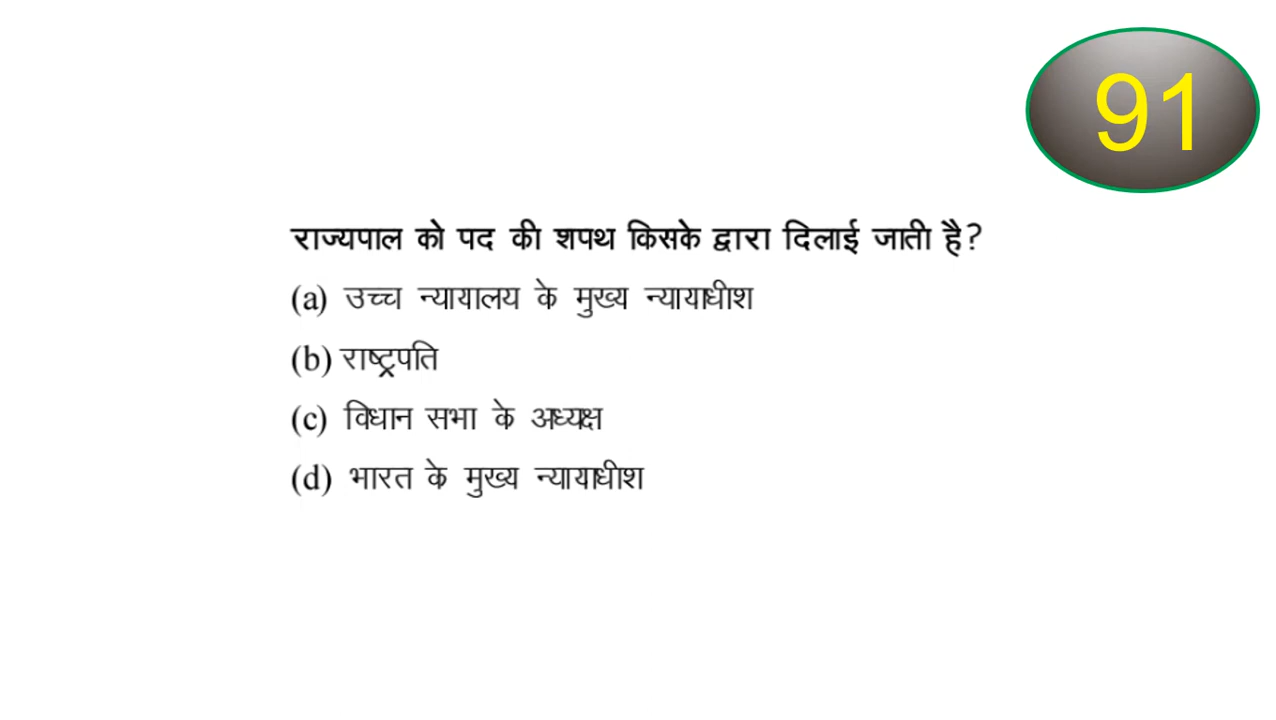 91
राज्यपाल को पद की शपथ किसके द्वारा दिलाई जाती है?
(a) उच्च न्यायालय के मुख्य न्यायाधीश
(b) राष्ट्रपति
(c) विधान सभा के अध्यक्ष
(d) भारत के मुख्य न्यायाधीश